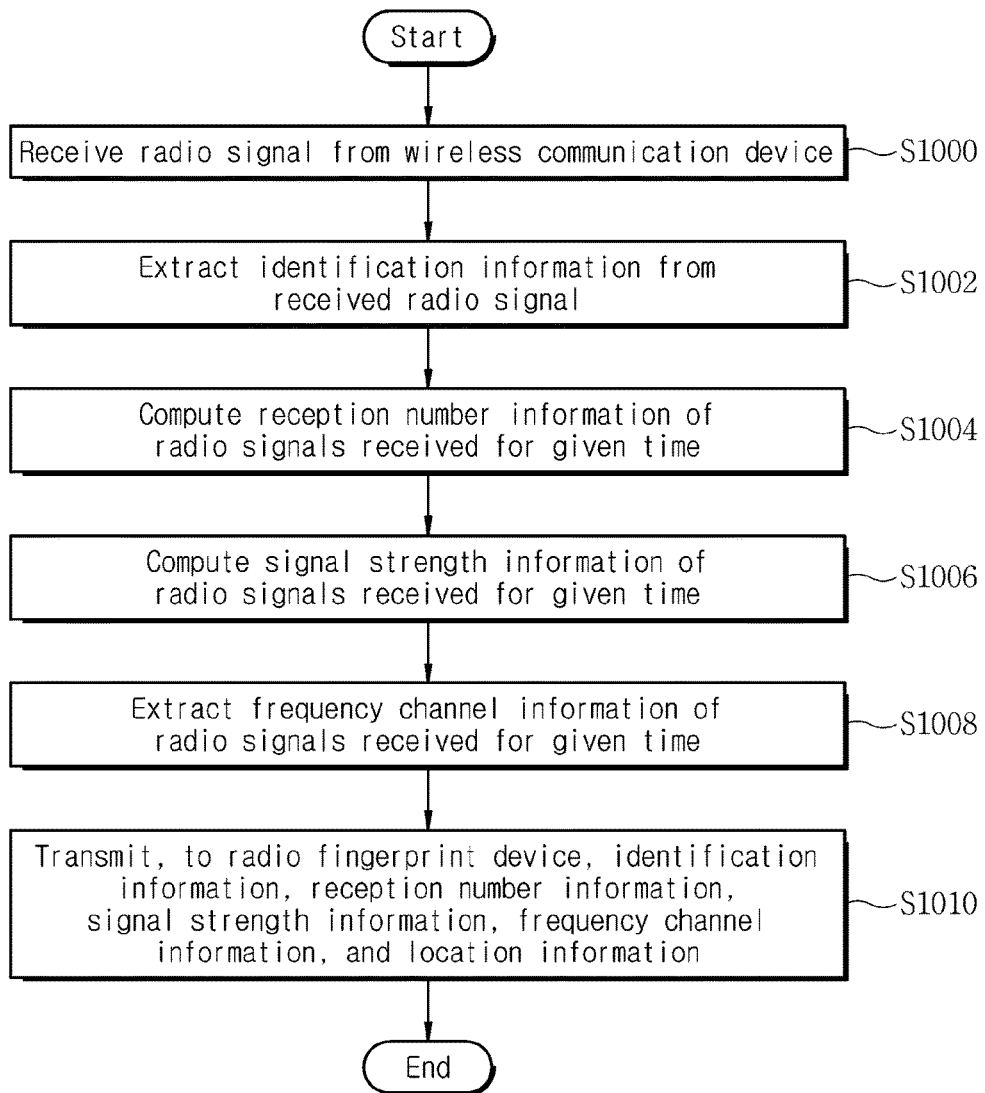 Start
Receive radio signal from wireless communication device
S1000
Extract identification information from
received radio signal
S1002
Compute reception number information of
radio signals received for given time
S1004
Compute signal strength information of
radio signals received for given time
S1006
Extract frequency channel information of
radio signals received for given time
S1008
Transmit, to radio fingerprint device, identification
information, reception number information,
signal strength information, frequency channel
information, and location information
S1010
End